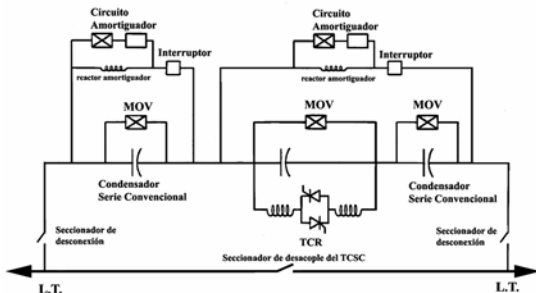 Circuito
Amortiguador
Interruptor
reactor amortiguador
MOV
Condensador
Serie Convencional
Circuito
Amortiguador
Interruptor
reactor amortiguador
MOV
TCR
MOV
Condensador
Serie Convencional
Seccionador de
desconexión
Seccionador de desacople del TCSC
Seccionador de
desconexión
L.T.
L.T.